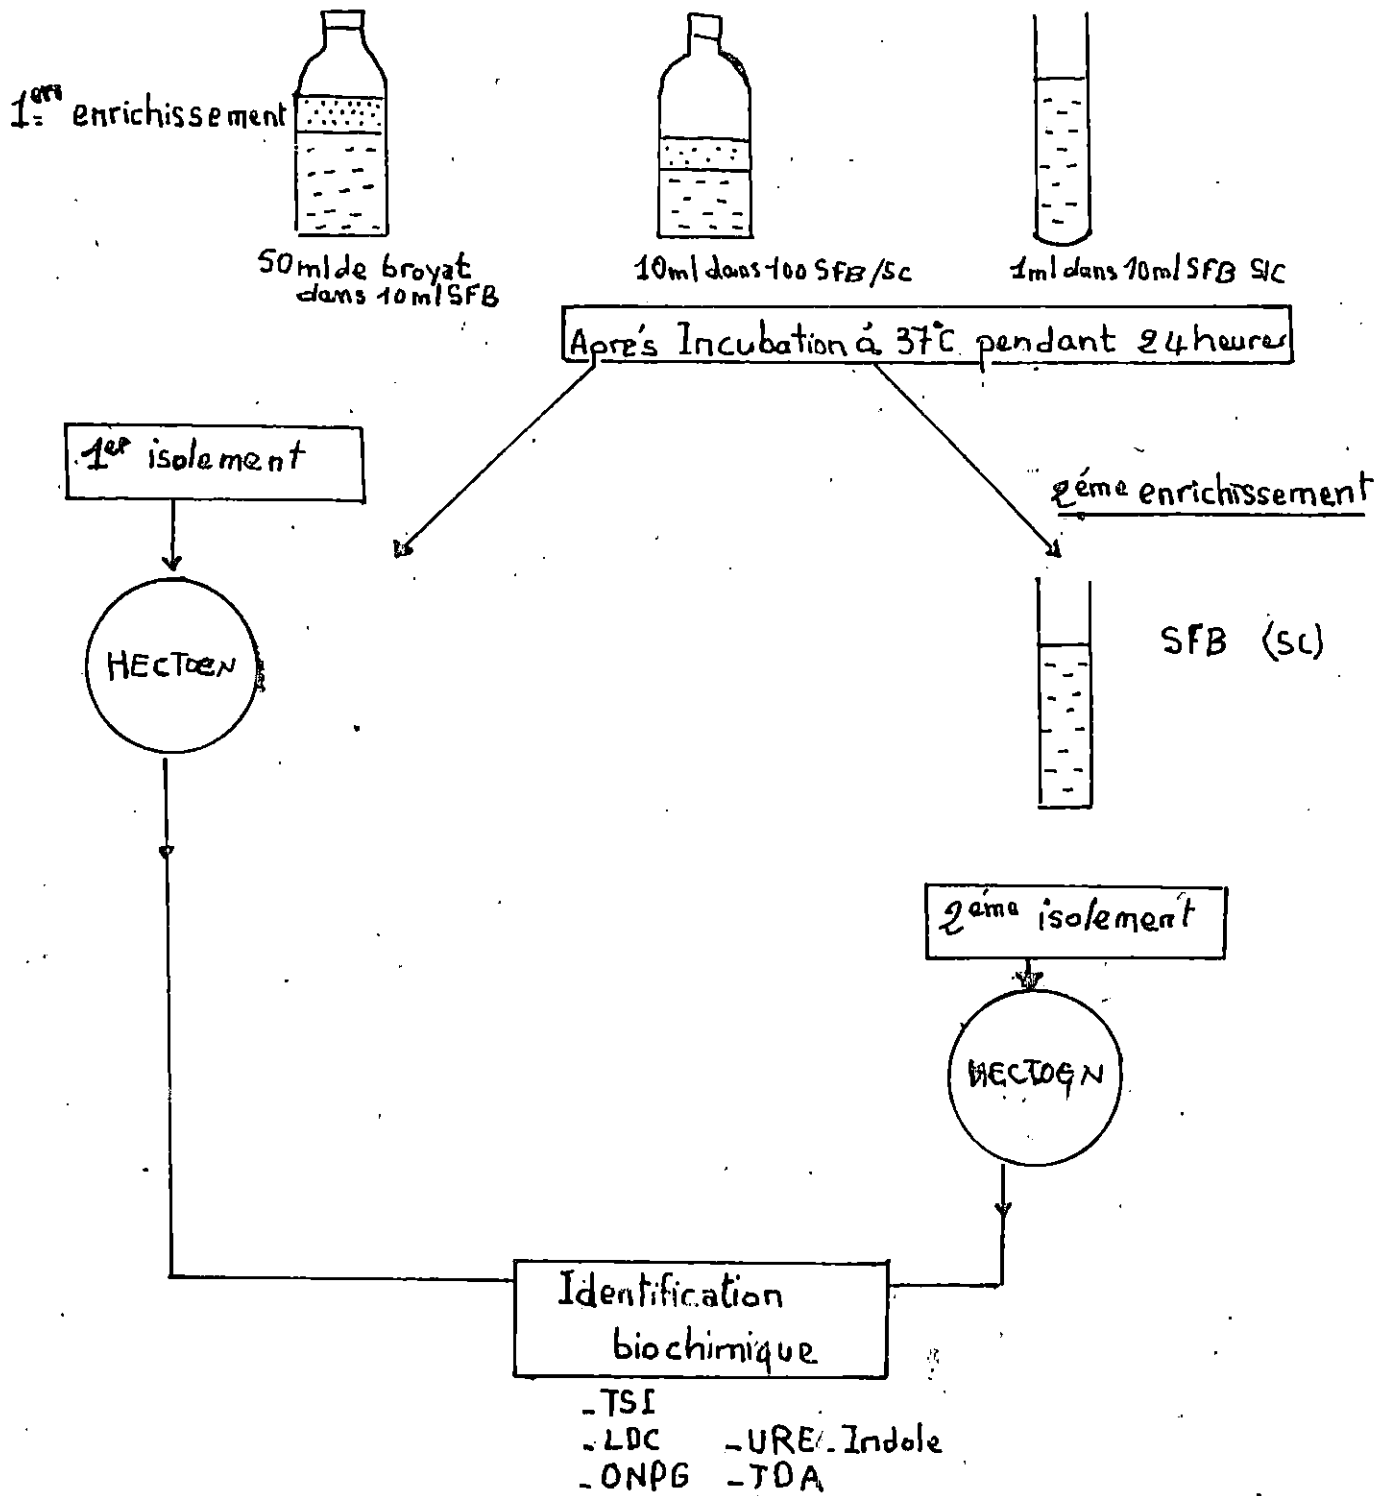 1ère enrichissement
50ml de broyat
dans 10ml SFB
10ml dans 100 SFB/SC
1ml dans 10ml SFB S/C
Aprés Incubation á 37°C pendant 24 heures
1er isolement
2éme enrichissement
HECTOEN
SFB (SC)
2éme isolement
HECTOEN
Identification
biochimique
- TSI
- LDC - URE - Indole
- ONPG - TDA